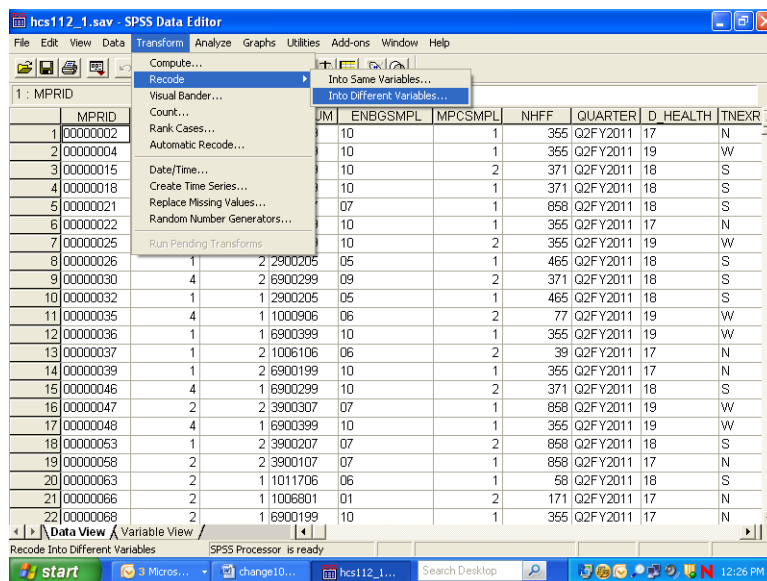 hcs112_1.sav - SPSS Data Editor
File Edit View Data Transform Analyze Graphs Utilities Add-ons Window Help
Compute...
Recode
Into Same Variables...
1 : MPRID
Visual Bander...
Into Different Variables...
Count...
Rank Cases...
Automatic Recode...
Date/Time...
Create Time Series...
Replace Missing Values...
Random Number Generators...
Run Pending Transforms
MPRID UM ENBGSMPL MPCSMPL NHFF QUARTER D_HEALTH TNEXR
1 00000002 10 1 355 Q2FY2011 17 N
2 00000004 10 1 355 Q2FY2011 19 W
3 00000015 10 2 371 Q2FY2011 18 S
4 00000018 10 1 371 Q2FY2011 18 S
5 00000021 07 1 858 Q2FY2011 18 S
6 00000022 10 1 355 Q2FY2011 17 N
7 00000025 10 2 355 Q2FY2011 19 W
8 00000026 1 2 2900205 05 1 465 Q2FY2011 18 S
9 00000030 4 2 6900299 09 2 371 Q2FY2011 18 S
10 00000032 1 1 2900205 05 1 465 Q2FY2011 18 S
11 00000035 4 1 1000906 06 2 77 Q2FY2011 19 W
12 00000036 1 1 6900399 10 1 355 Q2FY2011 19 W
13 00000037 1 2 1006106 06 2 39 Q2FY2011 17 N
14 00000039 1 2 6900199 10 1 355 Q2FY2011 17 N
15 00000046 4 1 6900299 10 2 371 Q2FY2011 18 S
16 00000047 2 2 3900307 07 1 858 Q2FY2011 19 W
17 00000048 4 1 6900399 10 1 355 Q2FY2011 19 W
18 00000053 1 2 3900207 07 2 858 Q2FY2011 18 S
19 00000058 2 2 3900107 07 1 858 Q2FY2011 17 N
20 00000063 2 1 1011706 06 1 58 Q2FY2011 18 S
21 00000066 2 1 1006801 01 2 171 Q2FY2011 17 N
22 00000068 2 1 6900199 10 1 355 Q2FY2011 17 N
Data View Variable View
Recode Into Different Variables SPSS Processor is ready
start 3 Micros... change10... hcs112_1... Search Desktop 12:26 PM